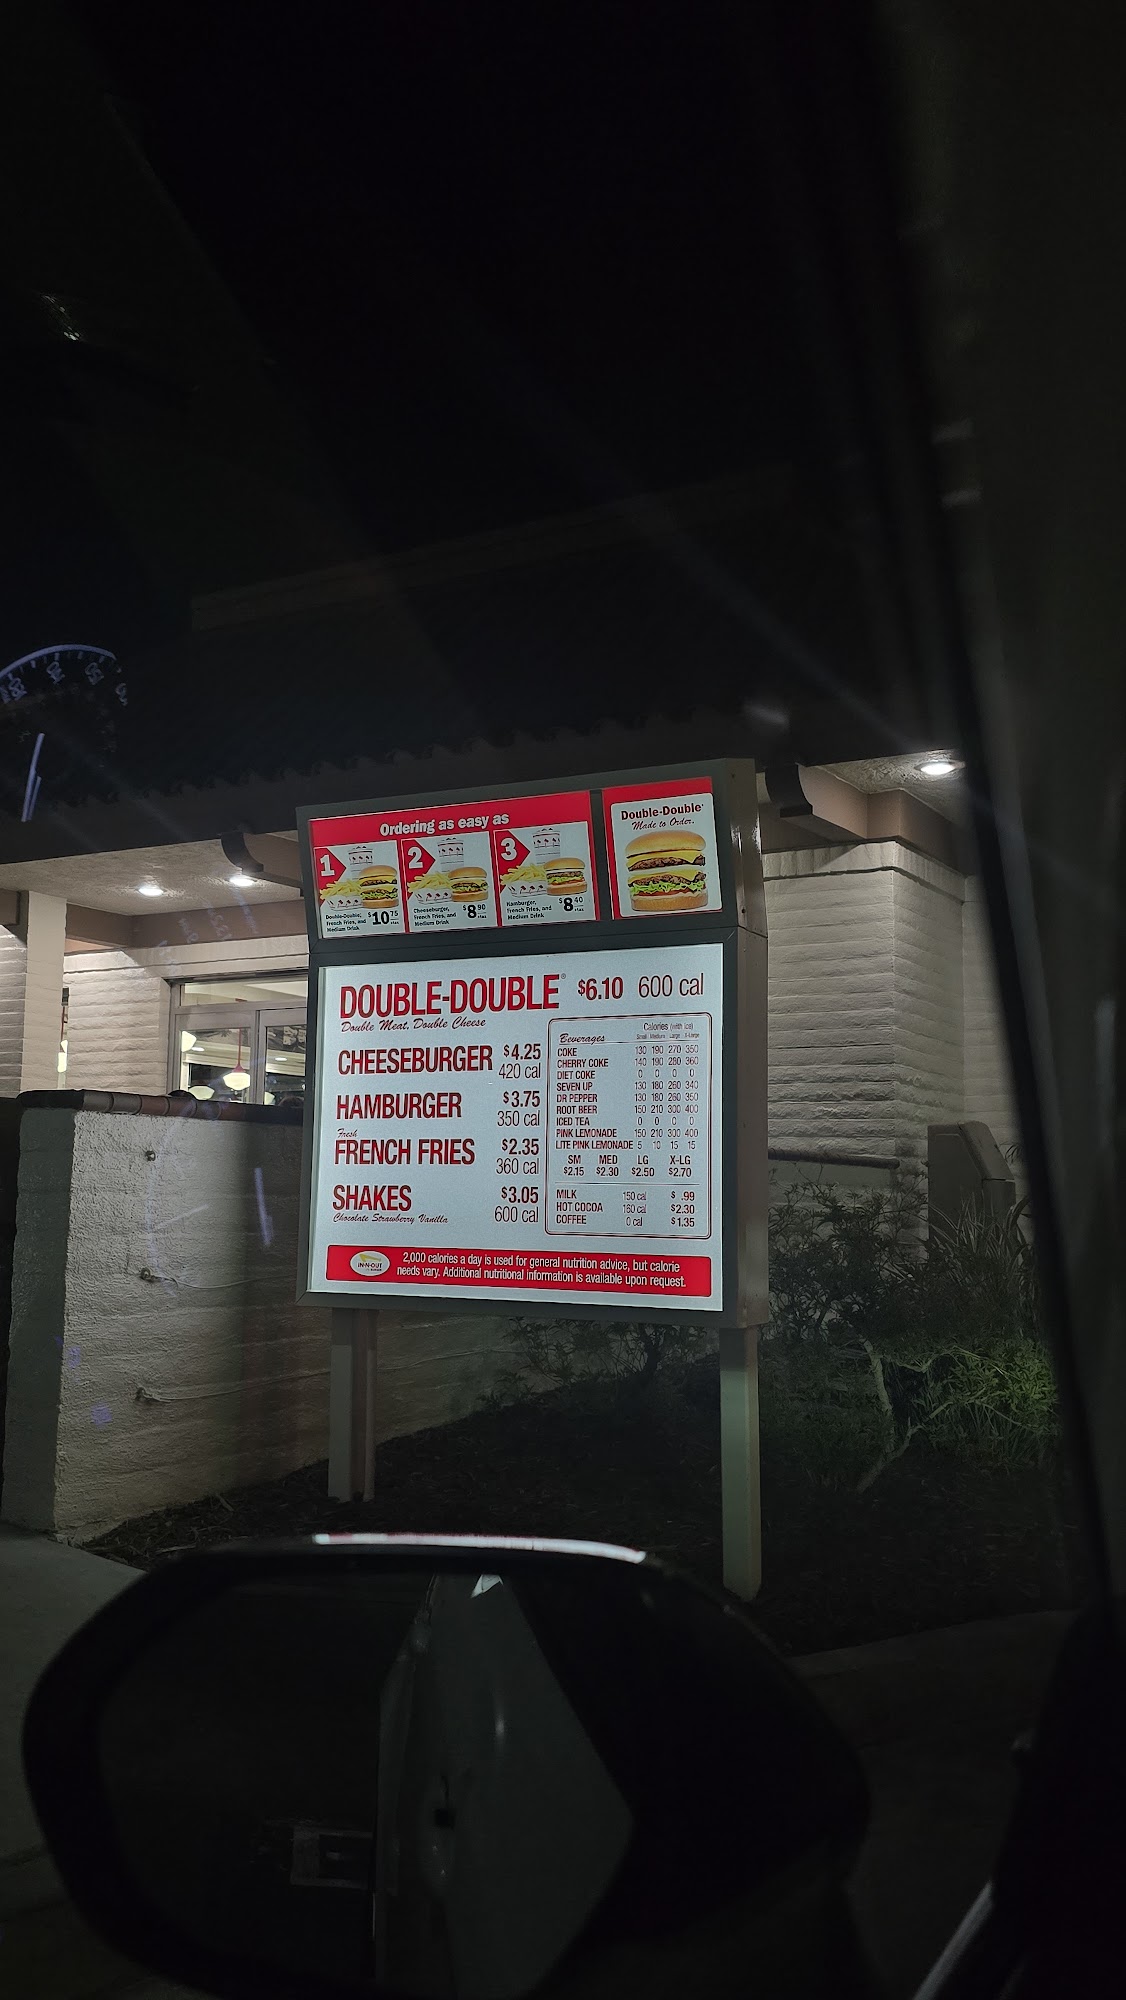 Ordering as easy as
1
Double-Double,
French Fries, and
Medium Drink
$10 75
2
Cheeseburger,
French Fries, and
Medium Drink
$8 90
3
Hamburger,
French Fries, and
Medium Drink
$8 40
Double-Double
Made to Order.
DOUBLE-DOUBLE® $6.10 600 cal
Double Meat, Double Cheese
CHEESEBURGER $4.25
420 cal
HAMBURGER $3.75
350 cal
Fresh
FRENCH FRIES $2.35
360 cal
SHAKES $3.05
Chocolate Strawberry Vanilla 600 cal
Calories (with ice)
Beverages Small Medium Large X-Large
COKE 130 190 270 350
CHERRY COKE 140 190 280 360
DIET COKE 0 0 0 0
SEVEN UP 130 180 260 340
DR PEPPER 130 180 260 350
ROOT BEER 150 210 300 400
ICED TEA 0 0 0 0
PINK LEMONADE 150 210 300 400
LITE PINK LEMONADE 5 10 15 15
SM MED LG X-LG
$2.15 $2.30 $2.50 $2.70
MILK 150 cal $ .99
HOT COCOA 160 cal $2.30
COFFEE 0 cal $1.35
IN-N-OUT
2,000 calories a day is used for general nutrition advice, but calorie
needs vary. Additional nutritional information is available upon request.